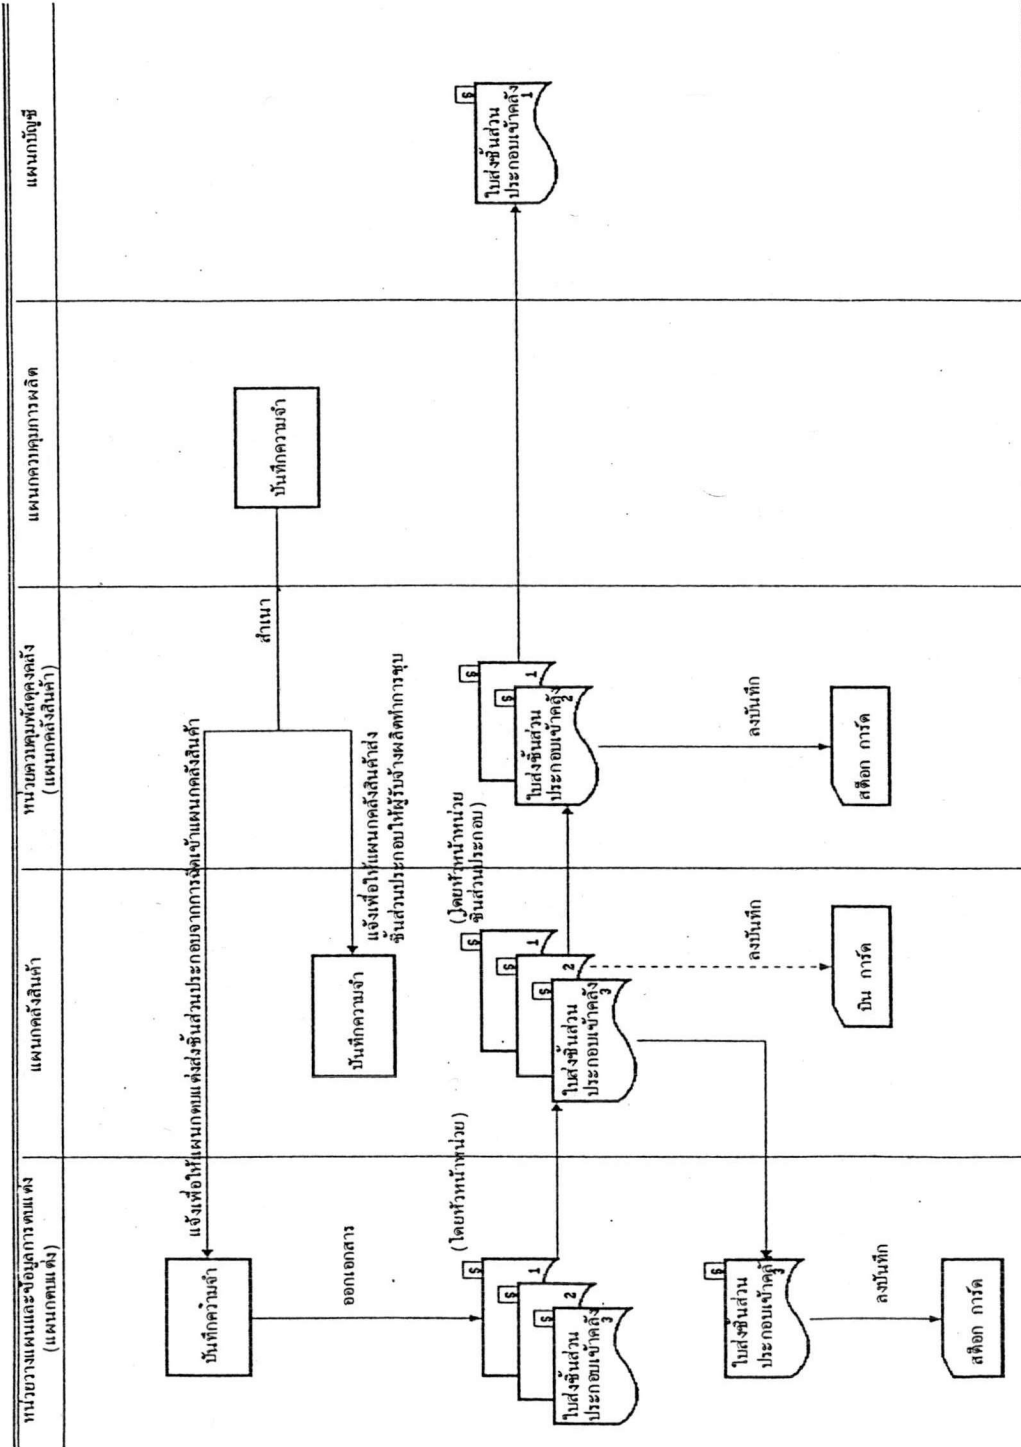 หน่วยวางแผนและข้อมูลการตบแต่ง
(แผนกตบแต่ง)
แผนกคลังสินค้า
หน่วยควบคุมพัสดุคงคลัง
(แผนกคลังสินค้า)
แผนกควบคุมการผลิต
แผนกบัญชี
บันทึกความจำ
สำเนา
แจ้งเพื่อให้แผนกตบแต่งส่งชิ้นส่วนประกอบจากการฉีดเข้าแผนกคลังสินค้า
บันทึกความจำ
แจ้งเพื่อให้แผนกคลังสินค้าส่ง
ชิ้นส่วนประกอบให้ผู้รับจ้างผลิตทำการชุบ
บันทึกความจำ
ออกเอกสาร
(โดยหัวหน้าหน่วย)
$
1
$
2
$
ใบส่งชิ้นส่วน
ประกอบเข้าคลัง
3
(โดยหัวหน้าหน่วย
ชิ้นส่วนประกอบ)
$
1
$
2
$
ใบส่งชิ้นส่วน
ประกอบเข้าคลัง
3
$
1
$
ใบส่งชิ้นส่วน
ประกอบเข้าคลัง
2
$
ใบส่งชิ้นส่วน
ประกอบเข้าคลัง
1
$
ใบส่งชิ้นส่วน
ประกอบเข้าคลัง
3
ลงบันทึก
สต๊อก การ์ด
ลงบันทึก
บิน การ์ด
ลงบันทึก
สต๊อก การ์ด